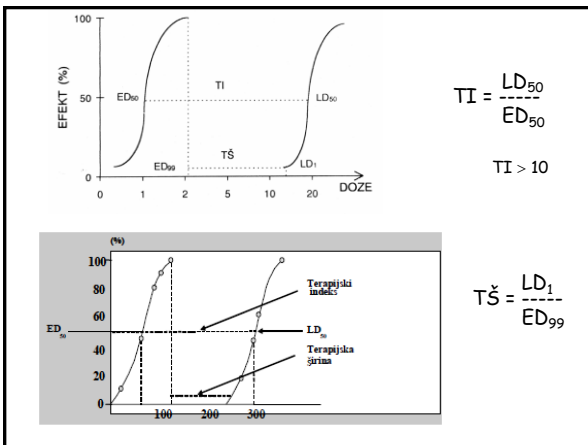 100
EFEKT (%)
TI
ED50
LD50
50
TŠ
ED99
LD1
0
0 1 2 5 10 20
DOZE
TI = LD50
------
ED50
TI > 10
(%)
100
80
60
ED50
40
20
0
Terapijski
indeks
LD50
Terapijska
širina
100 200 300
TŠ = LD1
------
ED99